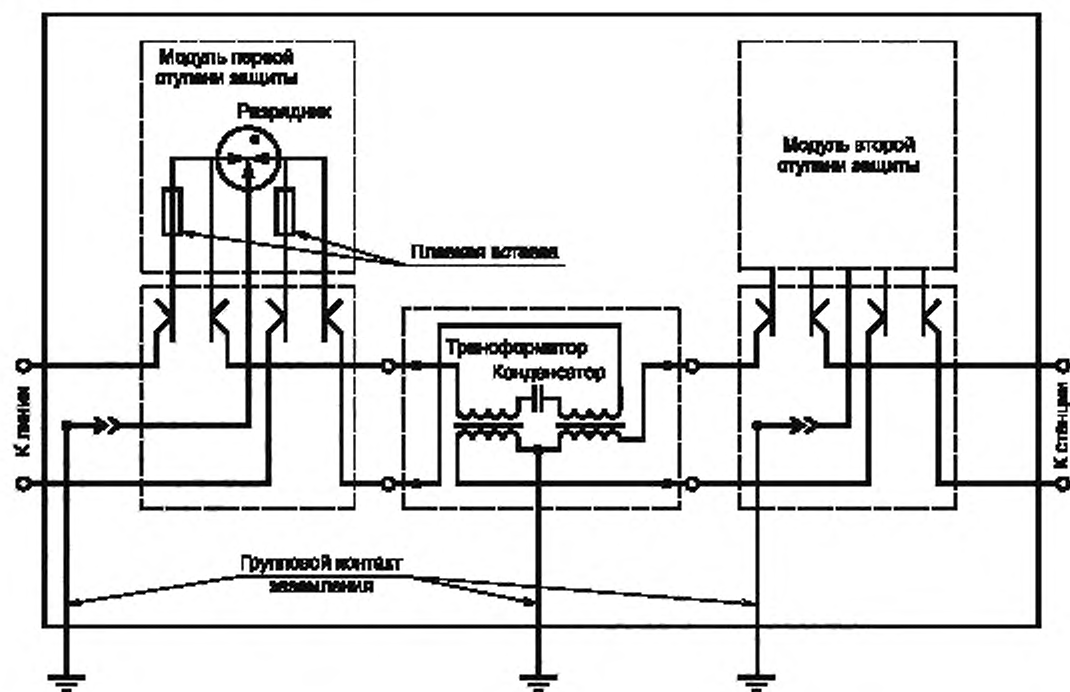 Модуль первой
ступени защиты
Разрядник
Модуль второй
ступени защиты
Плавкая вставка
Трансформатор
Конденсатор
К линии
К станции
Групповой контакт
заземления